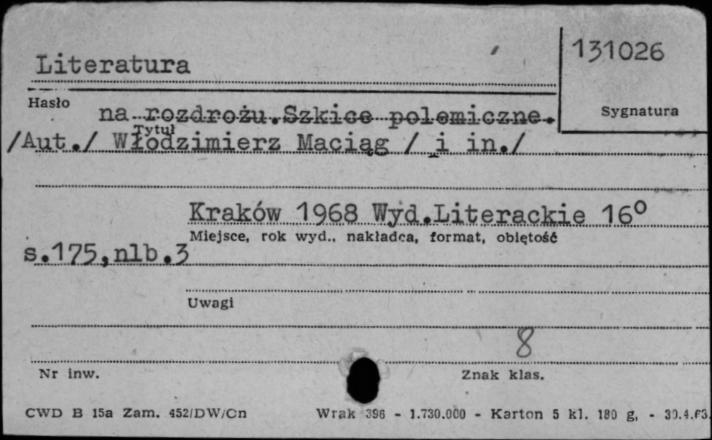 Literatura
131026
Hasło
na rozdrożu.Szkice polemiczne.
Sygnatura
Tytuł
/Aut./ Włodzimierz Maciąg / i in./
Kraków 1968 Wyd.Literackie 16º
Miejsce, rok wyd., nakładca, format, objętość
s.175,nlb.3
Uwagi
8
Nr inw.
Znak klas.
CWD B 15a Zam. 452/DW/Cn
Wrak 396 - 1.730.000 - Karton 5 kl. 180 g, - 30.4.63.